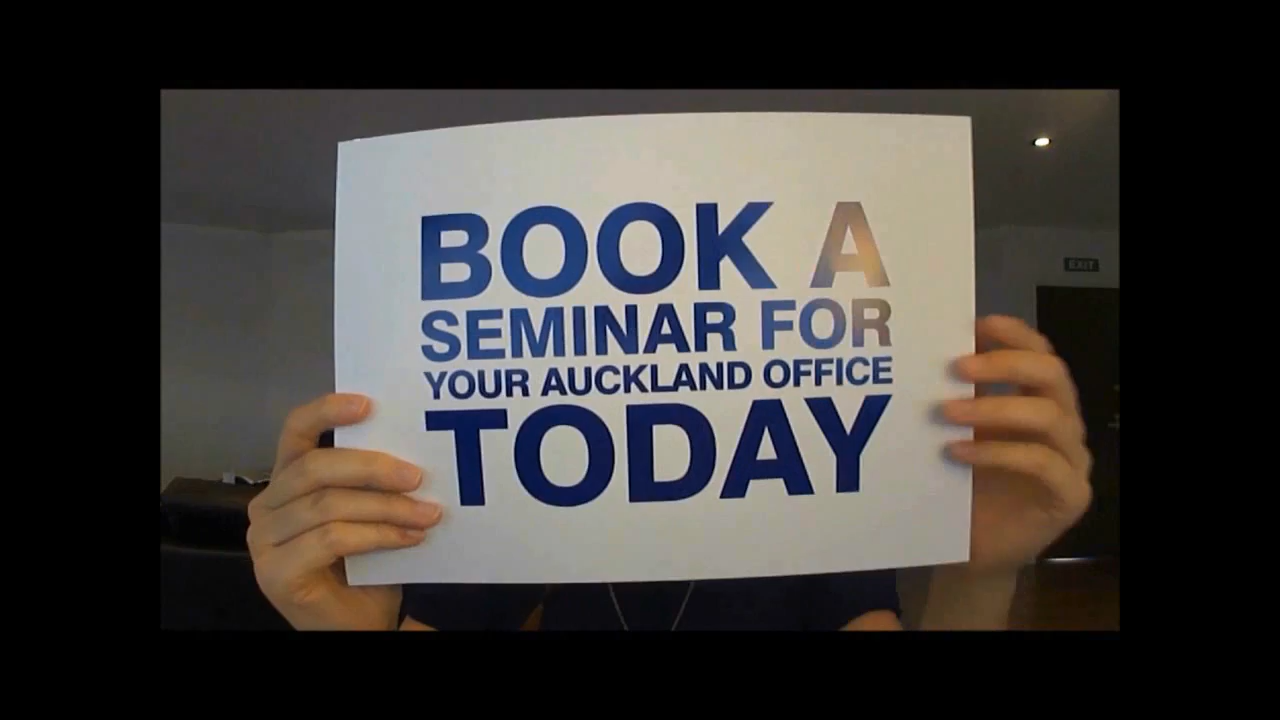 BOOK A
SEMINAR FOR
YOUR AUCKLAND OFFICE
TODAY
EXIT